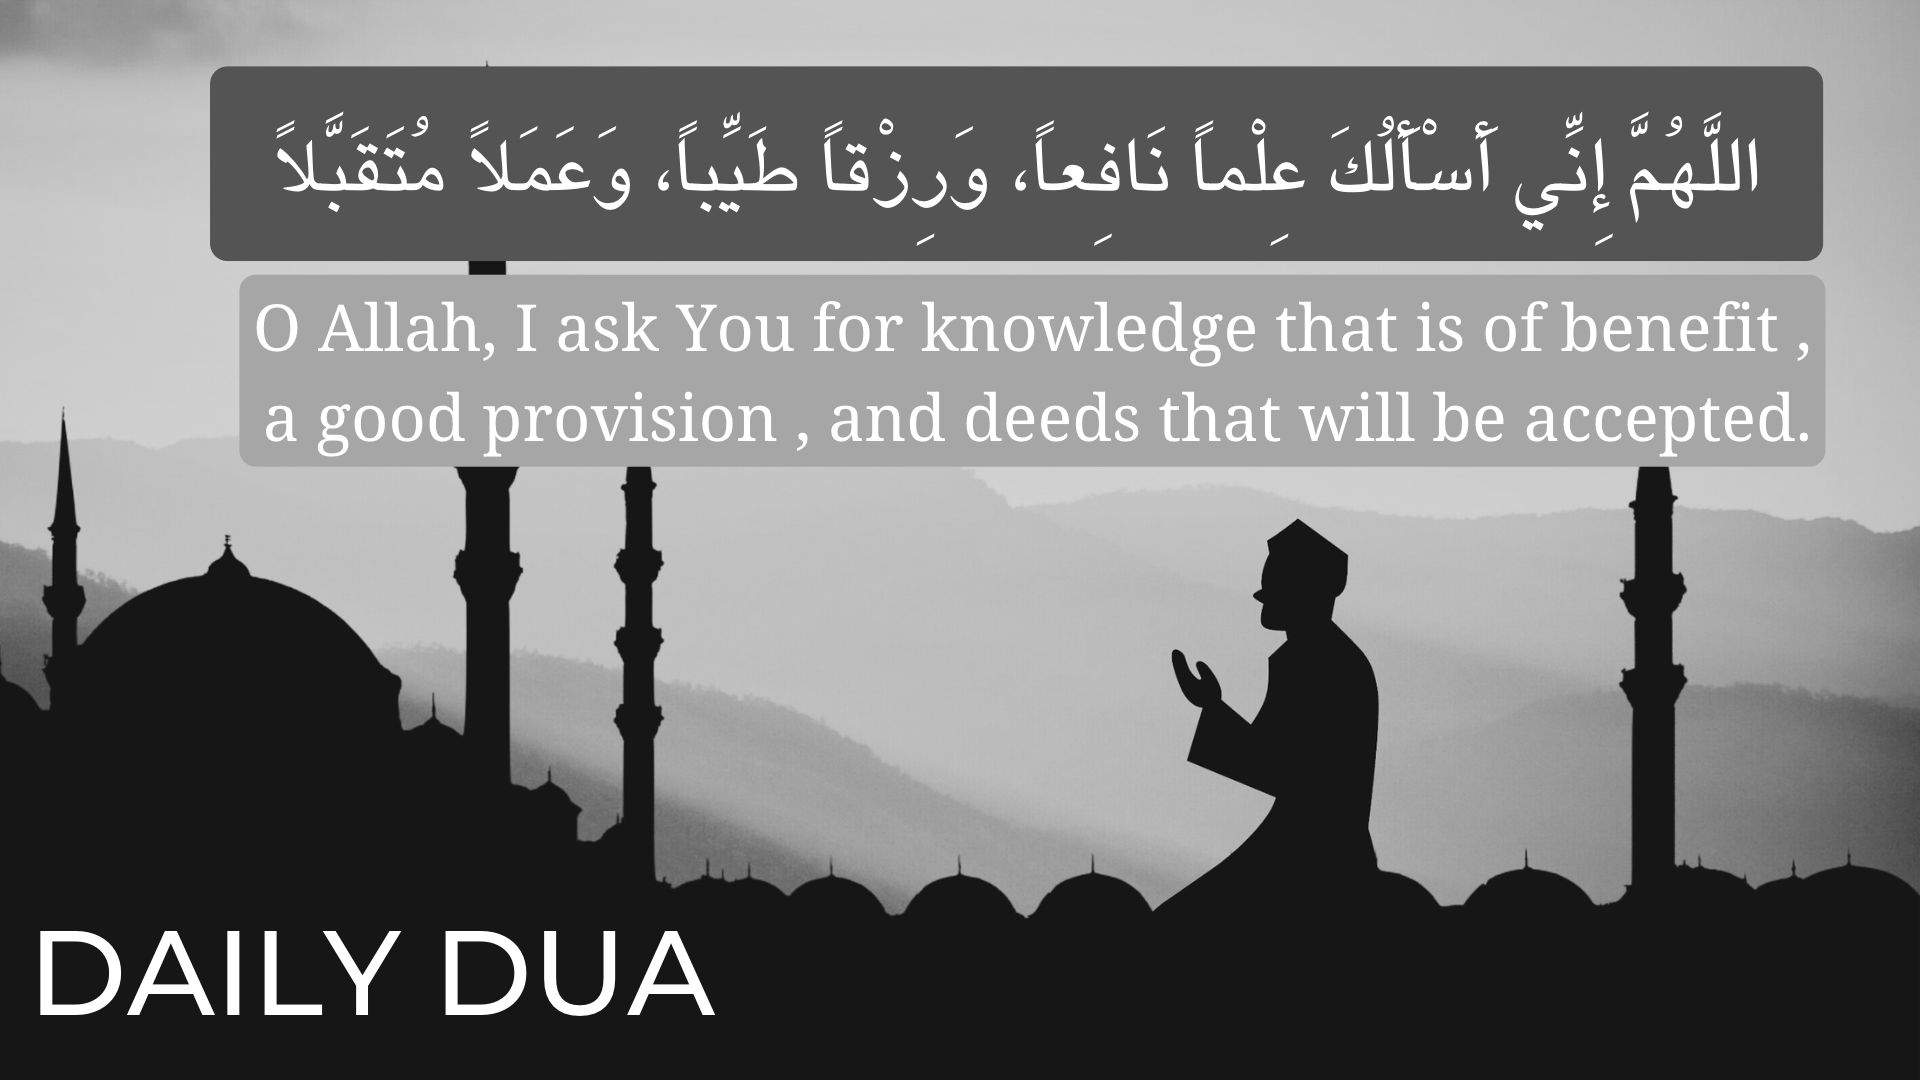 اللَّهُمَّ إِنِّي أَسْأَلُكَ عِلْماً نَافِعاً، وَرِزْقاً طَيِّباً، وَعَمَلاً مُتَقَبَّلاً
O Allah, I ask You for knowledge that is of benefit ,
a good provision , and deeds that will be accepted.
DAILY DUA